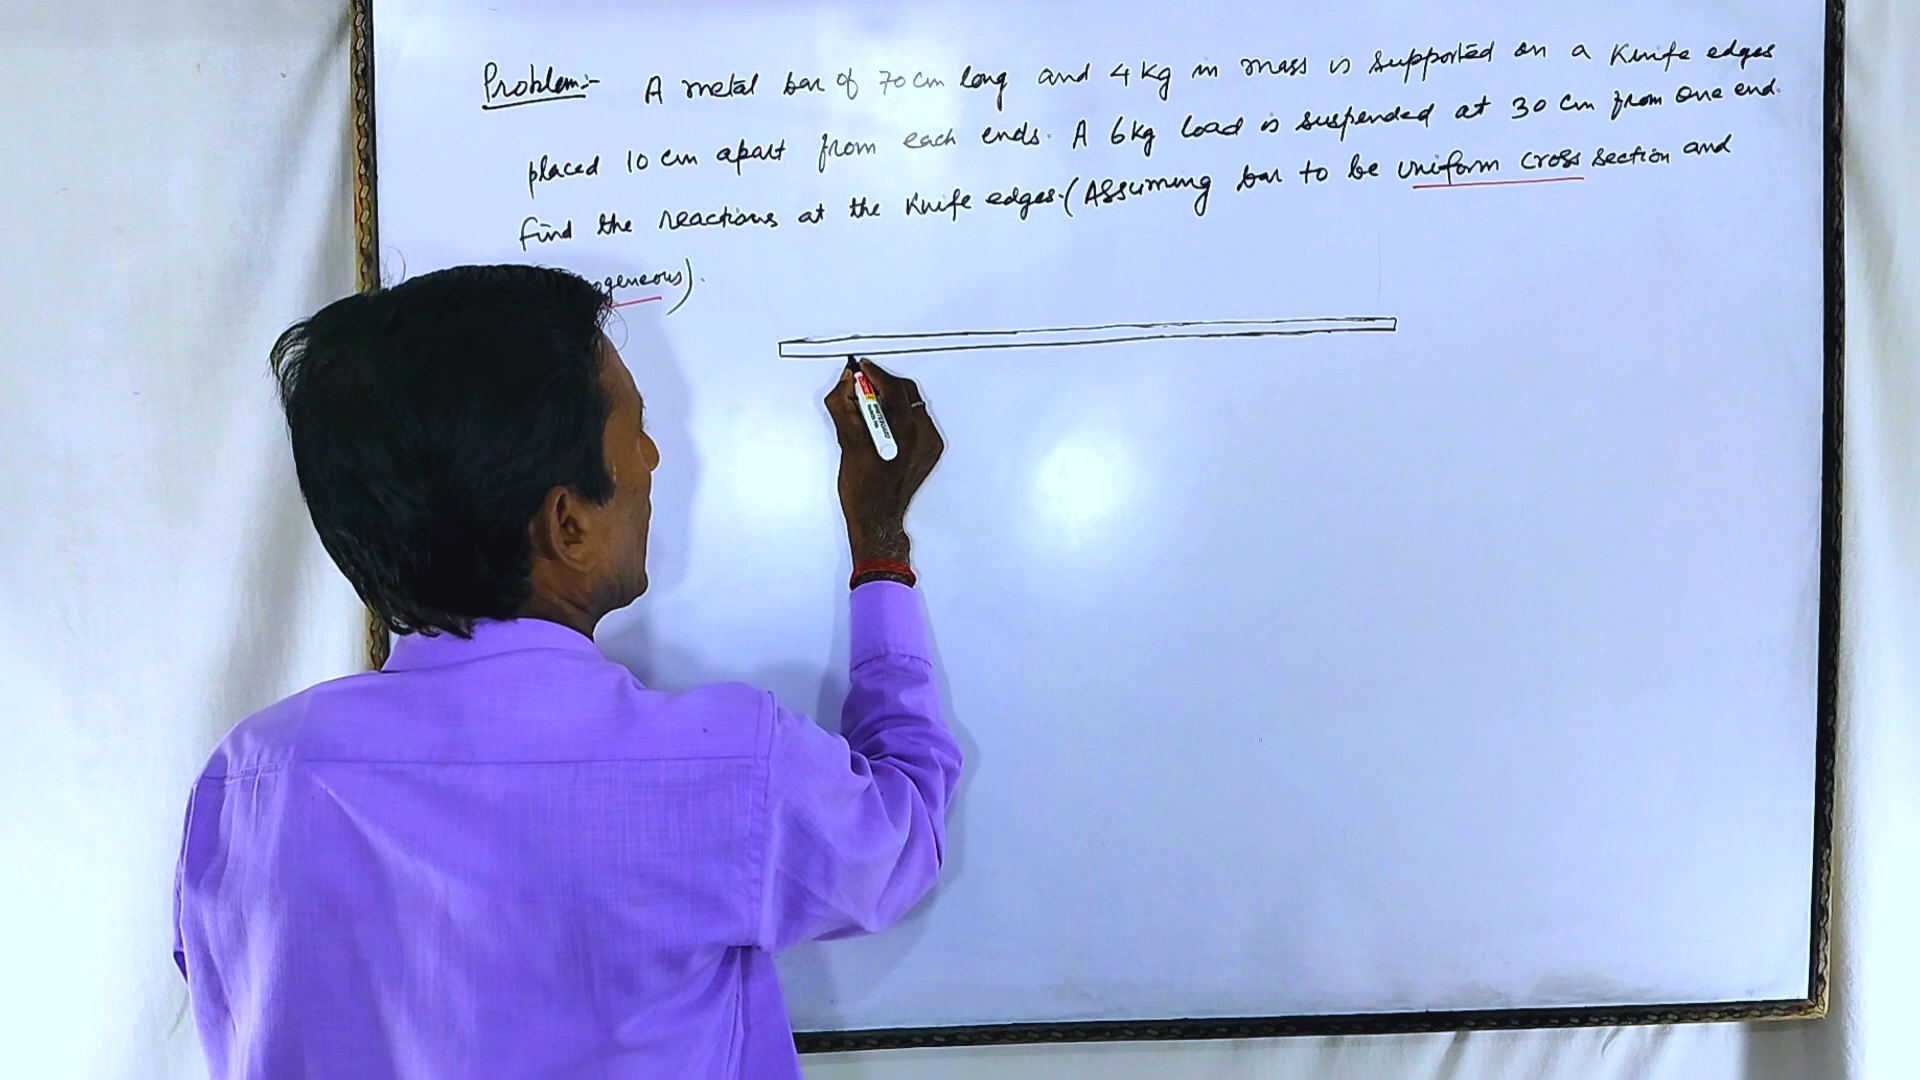 Problem:- A metal bar of 70 cm long and 4 kg in mass is supported on a Knife edges
placed 10 cm apart from each ends. A 6 kg load is suspended at 30 cm from one end.
find the reactions at the Knife edges. (Assuming bar to be uniform cross section and
ogeneous).